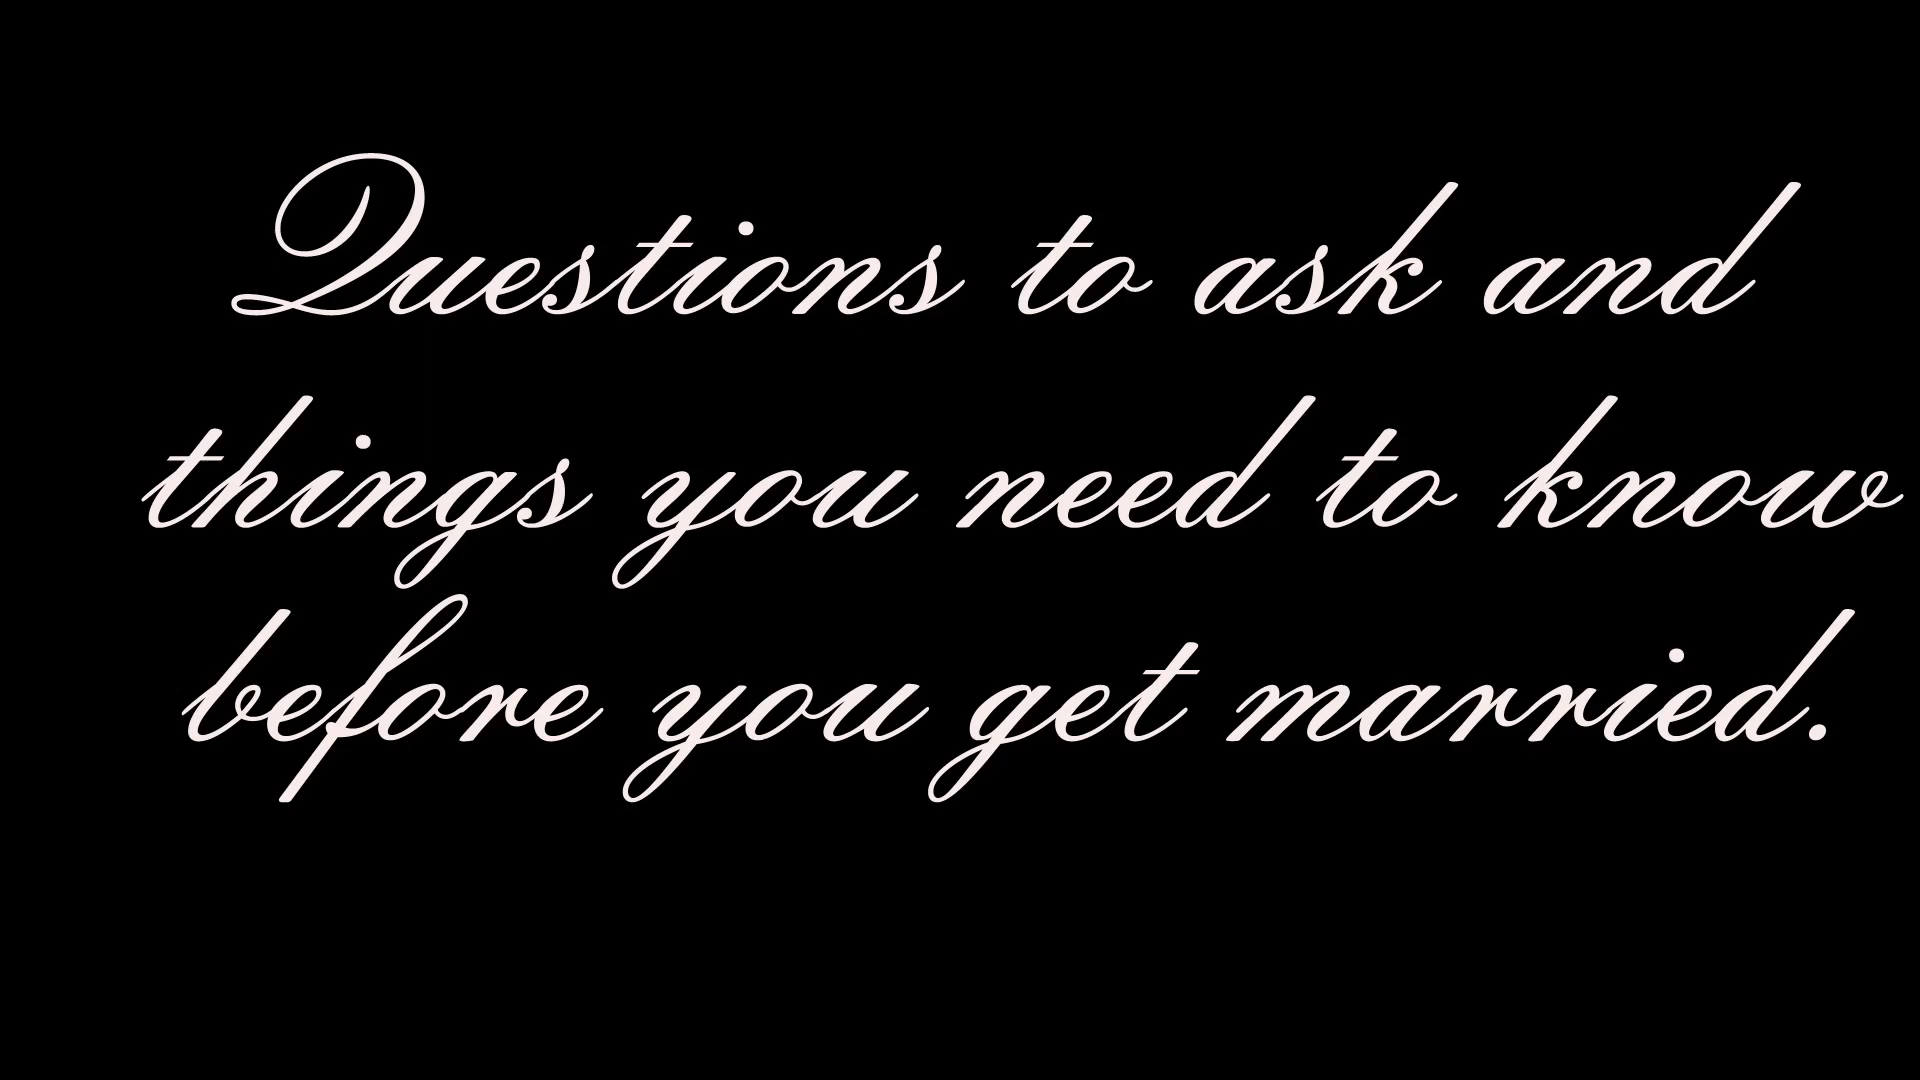 Questions to ask and
things you need to know
before you get married.